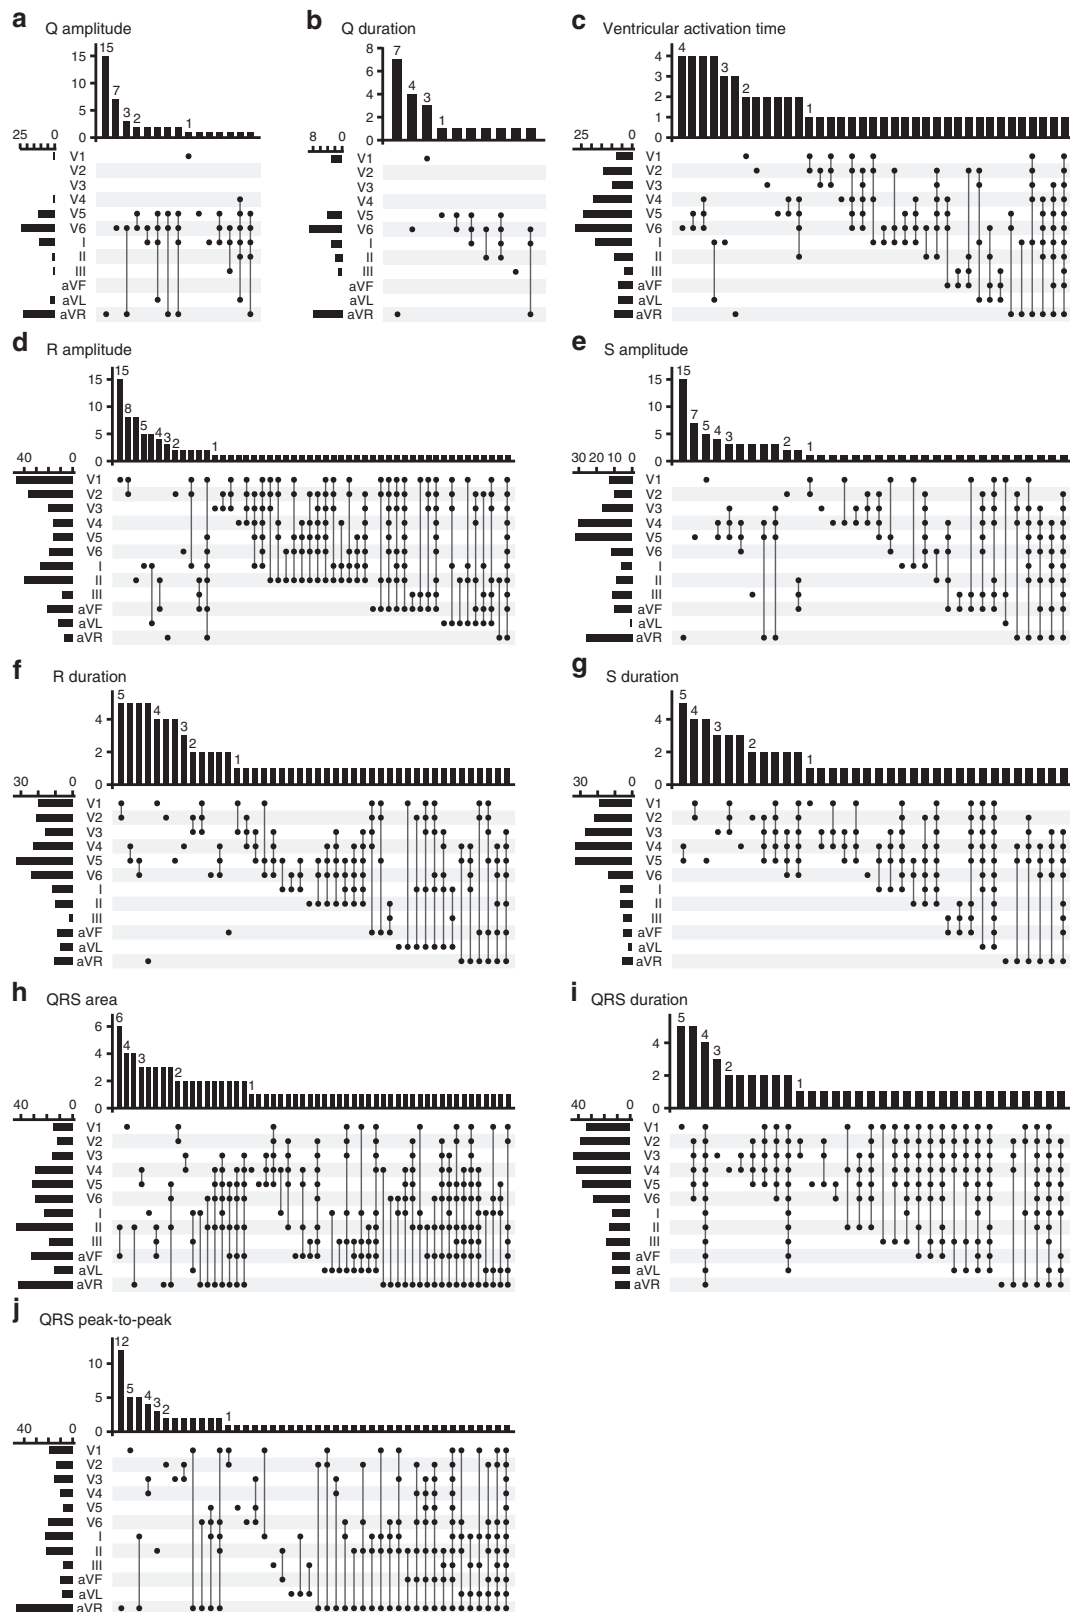 a
Q amplitude
15
10
5
0
15
7
3
2
1
25 0
V1
V2
V3
V4
V5
V6
I
II
III
aVF
aVL
aVR
b
Q duration
8
6
4
2
0
7
4
3
1
8 0
V1
V2
V3
V4
V5
V6
I
II
III
aVF
aVL
aVR
c
Ventricular activation time
4
3
2
1
0
4
3
2
1
25 0
V1
V2
V3
V4
V5
V6
I
II
III
aVF
aVL
aVR
d
R amplitude
15
10
5
0
15
8
5
4
3
2
1
40 0
V1
V2
V3
V4
V5
V6
I
II
III
aVF
aVL
aVR
e
S amplitude
15
10
5
0
15
7
5
4
3
2
1
30 20 10 0
V1
V2
V3
V4
V5
V6
I
II
III
aVF
aVL
aVR
f
R duration
4
2
0
5
4
3
2
1
30 0
V1
V2
V3
V4
V5
V6
I
II
III
aVF
aVL
aVR
g
S duration
4
2
0
5
4
3
2
1
30 0
V1
V2
V3
V4
V5
V6
I
II
III
aVF
aVL
aVR
h
QRS area
6
4
2
0
6
4
3
2
1
40 0
V1
V2
V3
V4
V5
V6
I
II
III
aVF
aVL
aVR
i
QRS duration
4
2
0
5
4
3
2
1
40 0
V1
V2
V3
V4
V5
V6
I
II
III
aVF
aVL
aVR
j
QRS peak-to-peak
10
5
0
12
5
4
3
2
1
40 0
V1
V2
V3
V4
V5
V6
I
II
III
aVF
aVL
aVR